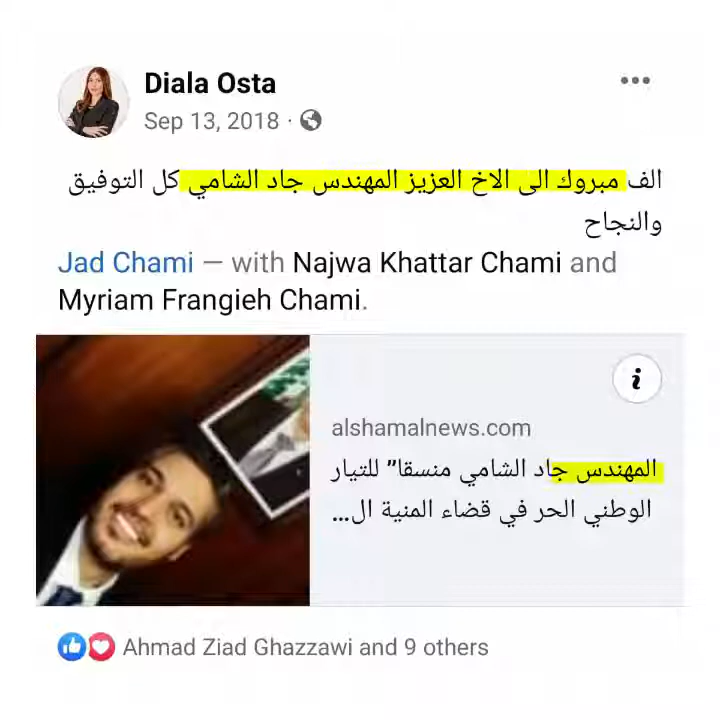 Diala Osta
Sep 13, 2018 ·
الف مبروك الى الاخ العزيز المهندس جاد الشامي كل التوفيق
والنجاح
Jad Chami — with Najwa Khattar Chami and
Myriam Frangieh Chami.
alshamalnews.com
المهندس جاد الشامي منسقا" للتيار
الوطني الحر في قضاء المنية ال...
Ahmad Ziad Ghazzawi and 9 others